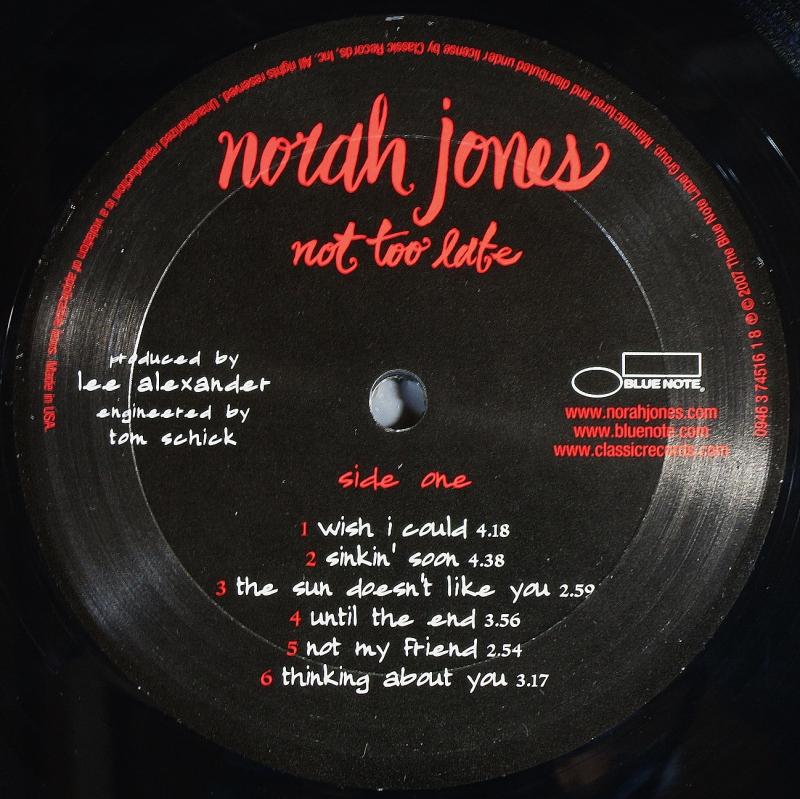 norah jones
not too late
produced by
lee alexander
engineered by
tom schick
BLUE NOTE®
www.norahjones.com
www.bluenote.com
www.classicrecords.com
side one
1 wish i could 4.18
2 sinkin' soon 4.38
3 the sun doesn't like you 2.59
4 until the end 3.56
5 not my friend 2.54
6 thinking about you 3.17
0946 3 74516 1 8 ℗ © 2007 The Blue Note Label Group. Manufactured and distributed under license by Classic Records, Inc. All rights reserved. Unauthorized reproduction is a violation of applicable laws. Made in USA.